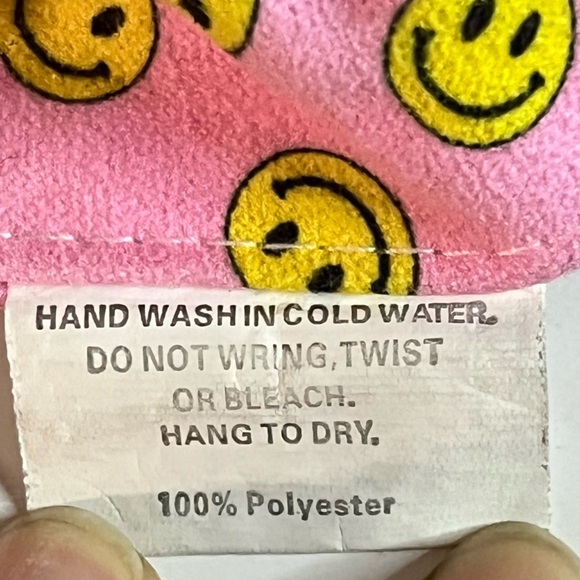 HAND WASH IN COLD WATER.
DO NOT WRING,TWIST
OR BLEACH.
HANG TO DRY.
100% Polyester